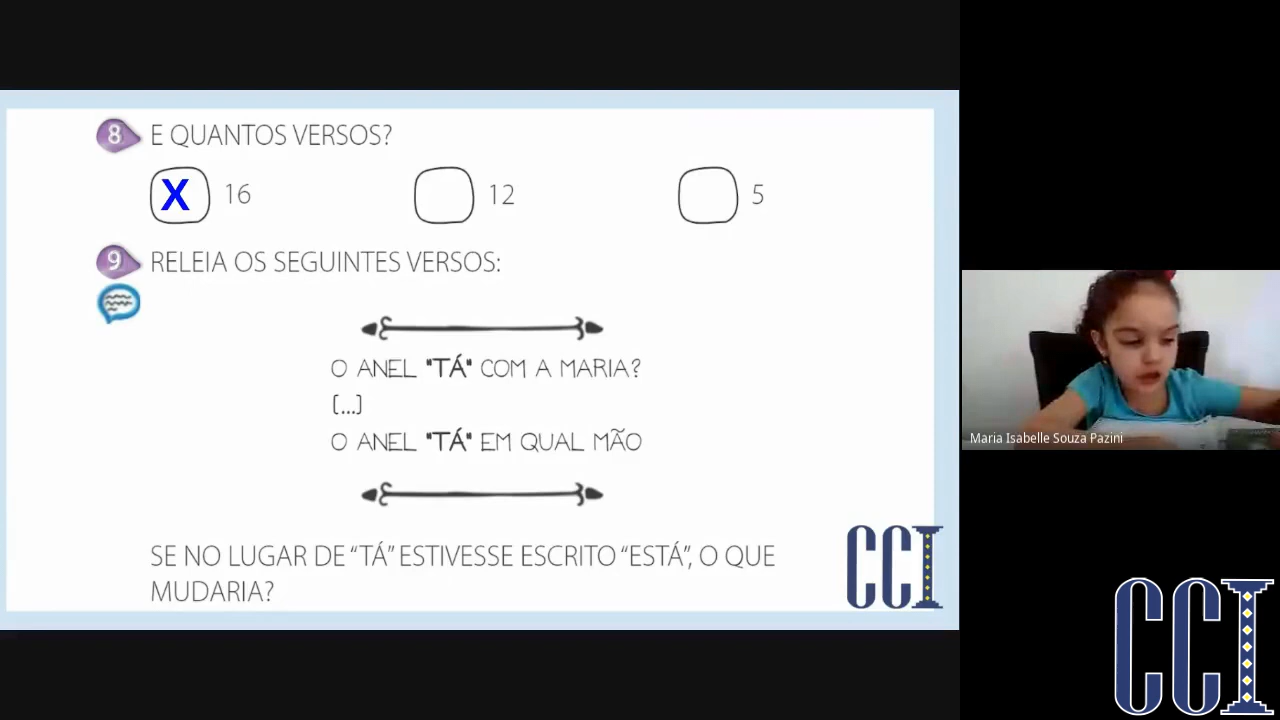 8 E QUANTOS VERSOS?
X 16 12 5
9 RELEIA OS SEGUINTES VERSOS:
O ANEL "TÁ" COM A MARIA?
(...)
O ANEL "TÁ" EM QUAL MÃO
SE NO LUGAR DE “TÁ” ESTIVESSE ESCRITO “ESTÁ”, O QUE
MUDARIA?
CCI
Maria Isabelle Souza Pazini
CCI